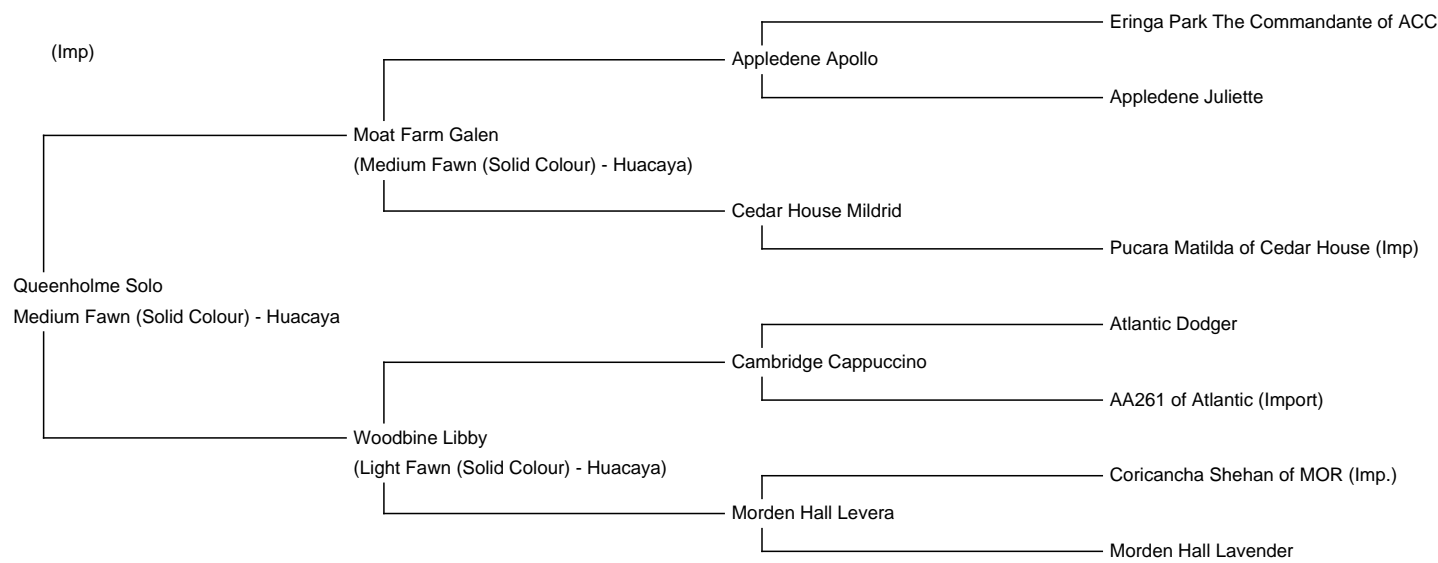 Eringa Park The Commandante of ACC
(Imp)
Appledene Apollo
Appledene Juliette
Moat Farm Galen
(Medium Fawn (Solid Colour) - Huacaya)
Cedar House Mildrid
Pucara Matilda of Cedar House (Imp)
Queenholme Solo
Medium Fawn (Solid Colour) - Huacaya
Atlantic Dodger
Cambridge Cappuccino
AA261 of Atlantic (Import)
Woodbine Libby
(Light Fawn (Solid Colour) - Huacaya)
Coricancha Shehan of MOR (Imp.)
Morden Hall Levera
Morden Hall Lavender